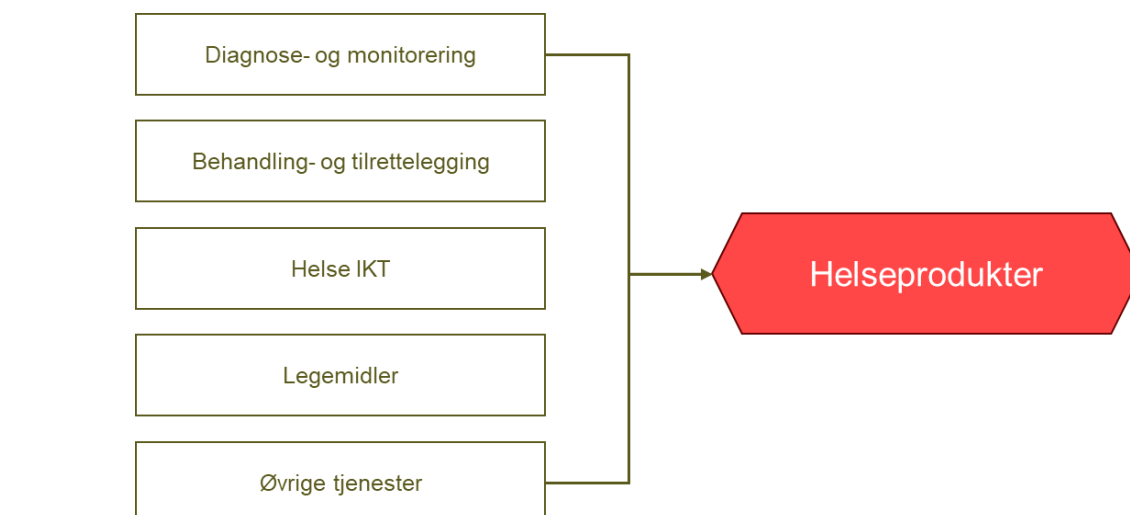 Diagnose- og monitorering
Behandling- og tilrettelegging
Helse IKT
Legemidler
Øvrige tjenester
Helseprodukter